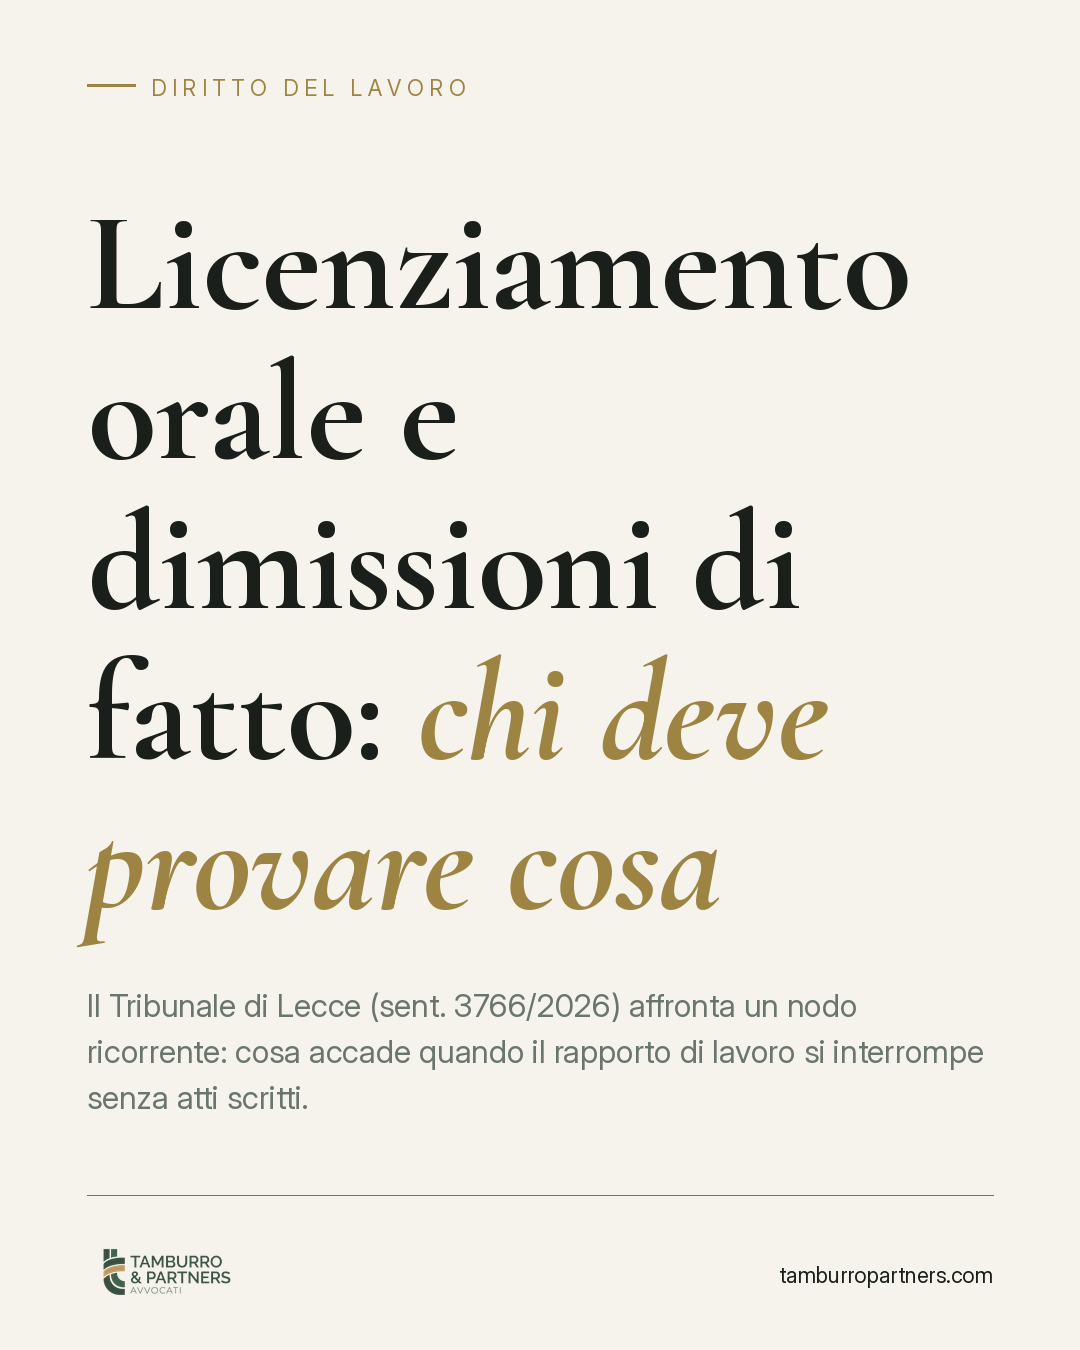 DIRITTO DEL LAVORO
Licenziamento
orale e
dimissioni di
fatto: chi deve
provare cosa
Il Tribunale di Lecce (sent. 3766/2026) affronta un nodo
ricorrente: cosa accade quando il rapporto di lavoro si interrompe
senza atti scritti.
TAMBURRO
& PARTNERS
AVVOCATI
tamburropartners.com